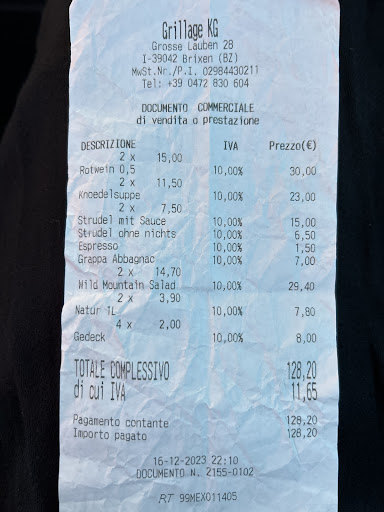 Grillage KG
Grosse Lauben 28
I-39042 Brixen (BZ)
MwSt.Nr./P.I. 02984430211
Tel: +39 0472 830 604
DOCUMENTO COMMERCIALE
di vendita o prestazione
DESCRIZIONE IVA Prezzo(€)
2 x 15,00
Rotwein 0,5 10,00% 30,00
2 x 11,50
Knoedelsuppe 10,00% 23,00
2 x 7,50
Strudel mit Sauce 10,00% 15,00
Strudel ohne nichts 10,00% 6,50
Espresso 10,00% 1,50
Grappa Abbagnac 10,00% 7,00
2 x 14,70
Wild Mountain Salad 10,00% 29,40
2 x 3,90
Natur 1L 10,00% 7,80
4 x 2,00
Gedeck 10,00% 8,00
TOTALE COMPLESSIVO 128,20
di cui IVA 11,65
Pagamento contante 128,20
Importo pagato 128,20
16-12-2023 22:10
DOCUMENTO N. 2155-0102
RT 99MEX011405